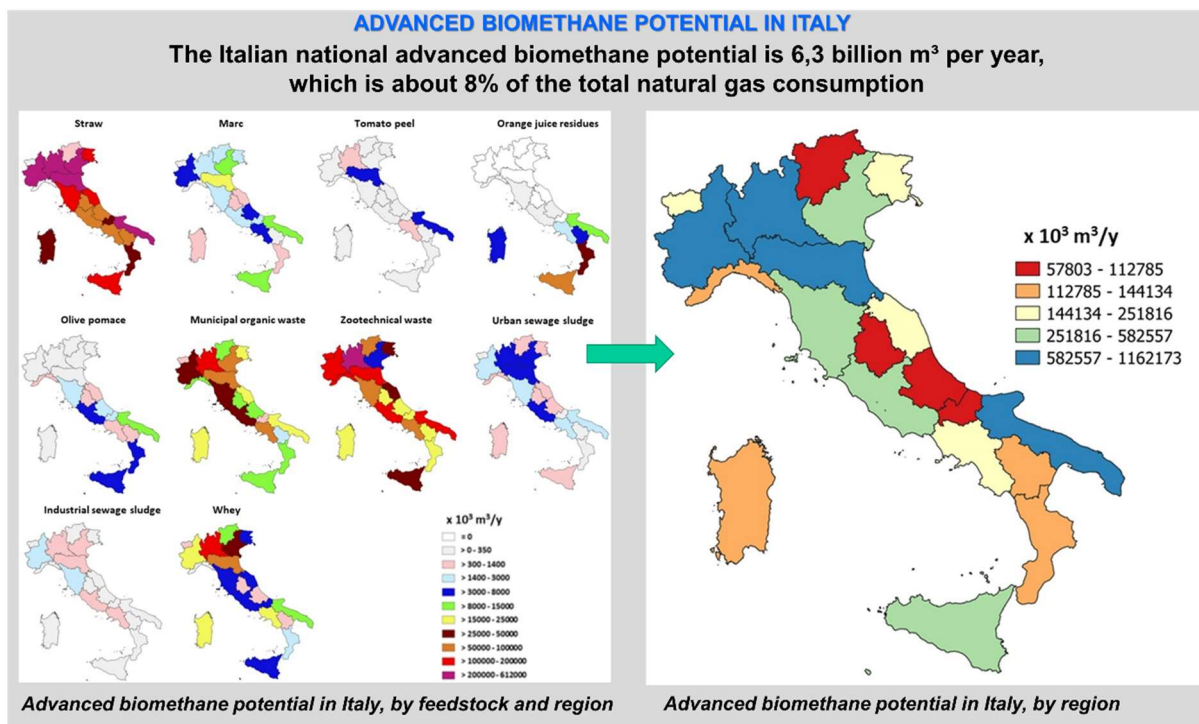 ADVANCED BIOMETHANE POTENTIAL IN ITALY
The Italian national advanced biomethane potential is 6,3 billion m³ per year,
which is about 8% of the total natural gas consumption
Straw
Marc
Tomato peel
Orange juice residues
Olive pomace
Municipal organic waste
Zootechnical waste
Urban sewage sludge
Industrial sewage sludge
Whey
x 10³ m³/y
= 0
> 0 - 350
> 300 - 1400
> 1400 - 3000
> 3000 - 8000
> 8000 - 15000
> 15000 - 25000
> 25000 - 50000
> 50000 - 100000
> 100000 - 200000
> 200000 - 612000
Advanced biomethane potential in Italy, by feedstock and region
x 10³ m³/y
57803 - 112785
112785 - 144134
144134 - 251816
251816 - 582557
582557 - 1162173
Advanced biomethane potential in Italy, by region